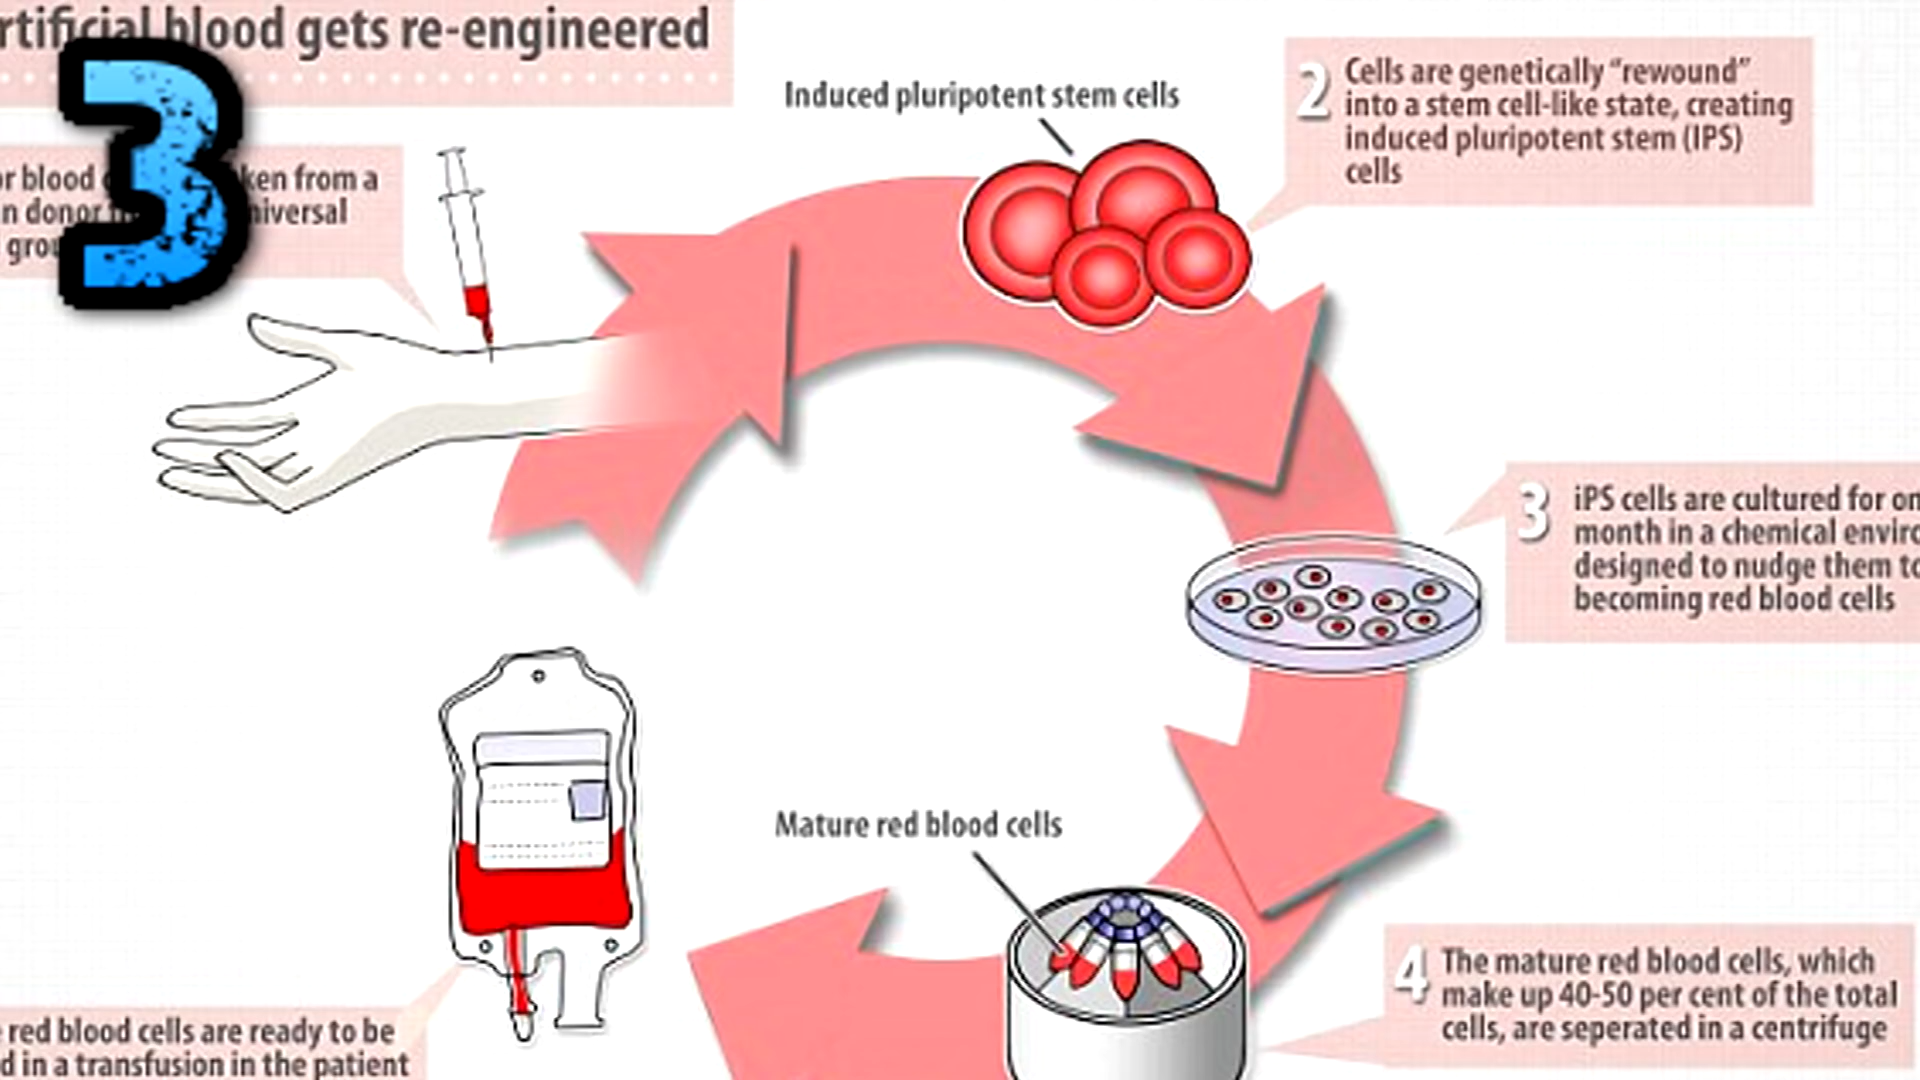 rtificial blood gets re-engineered
3
or blood ken from a
n donor niversal
grou
Induced pluripotent stem cells
2
Cells are genetically “rewound”
into a stem cell-like state, creating
induced pluripotent stem (IPS)
cells
3
iPS cells are cultured for on
month in a chemical enviro
designed to nudge them to
becoming red blood cells
Mature red blood cells
4
The mature red blood cells, which
make up 40-50 per cent of the total
cells, are seperated in a centrifuge
red blood cells are ready to be
d in a transfusion in the patient